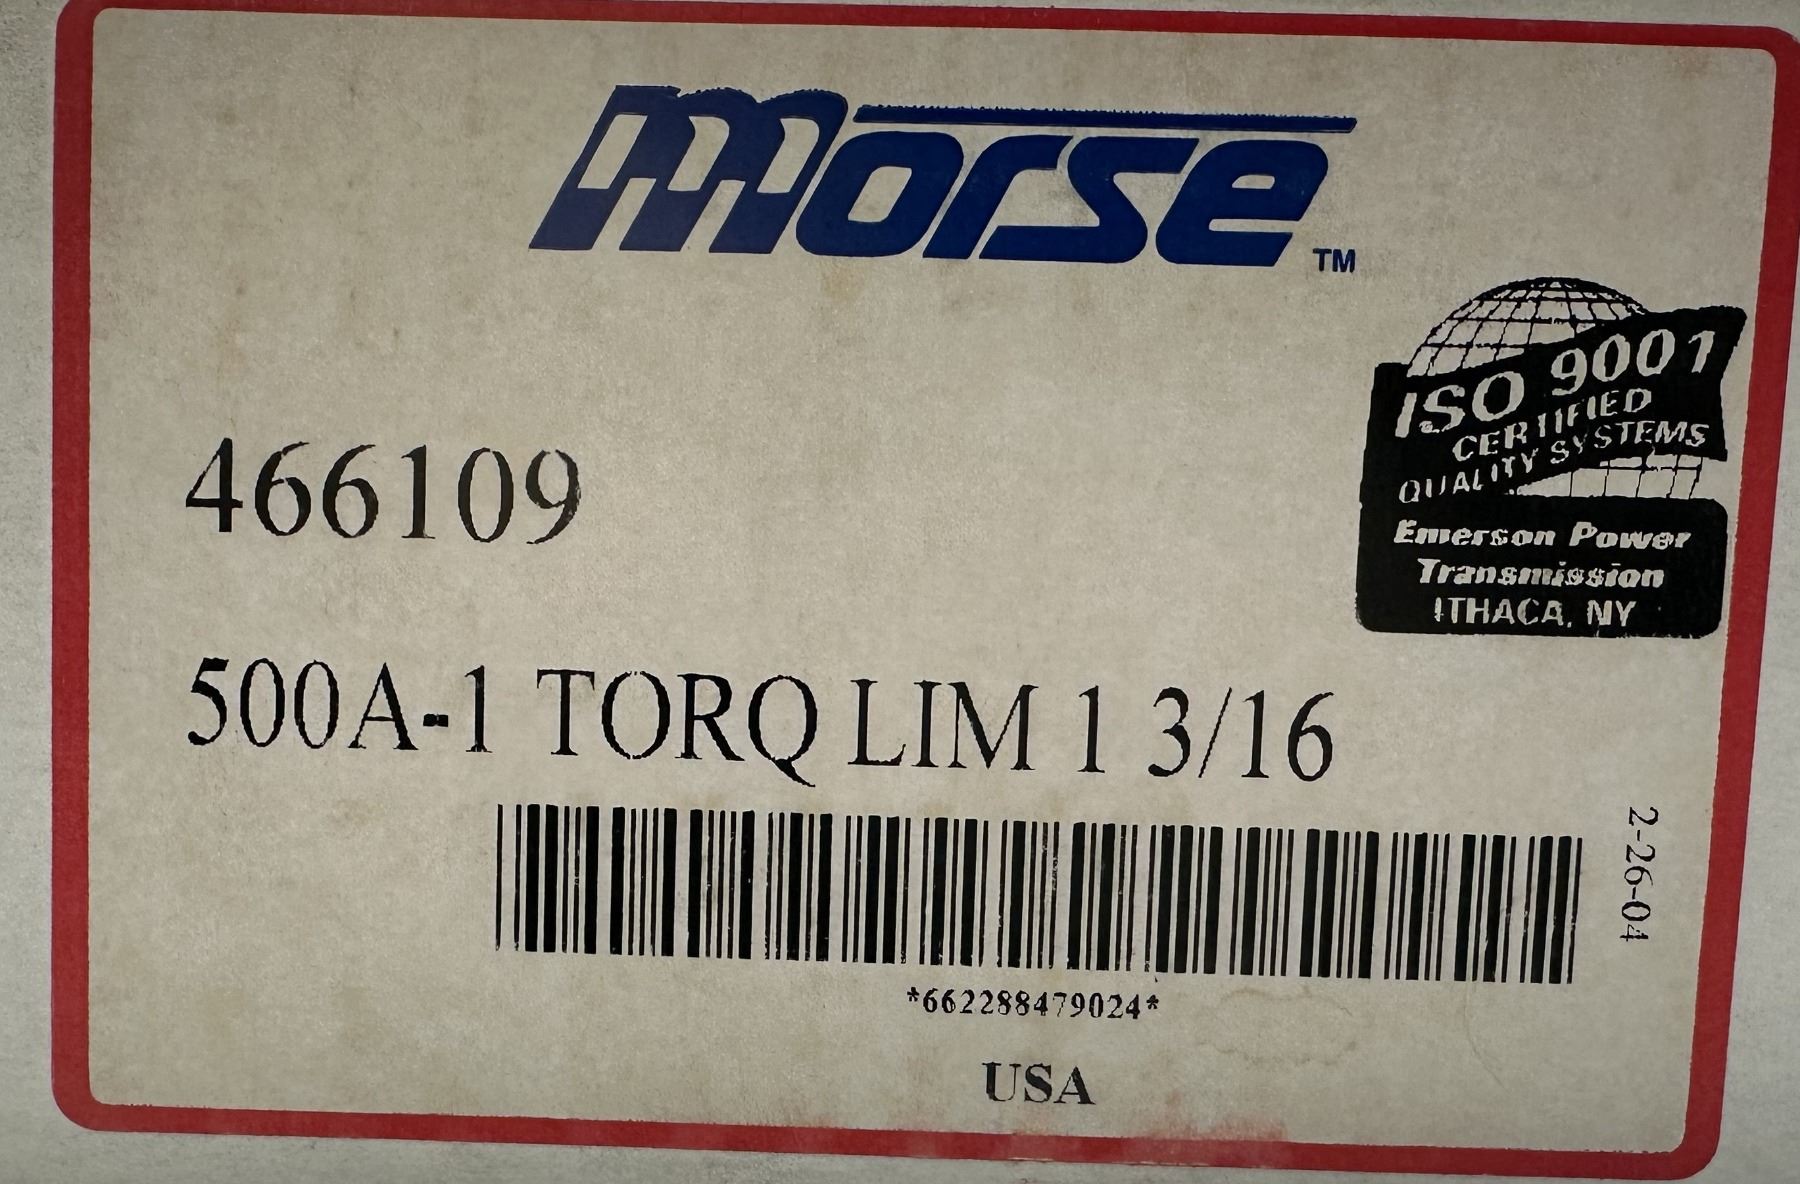 morse
TM
ISO 9001
CERTIFIED
QUALITY SYSTEMS
Emerson Power
Transmission
ITHACA, NY
466109
500A-1 TORQ LIM 1 3/16
2-26-04
*662288479024*
USA